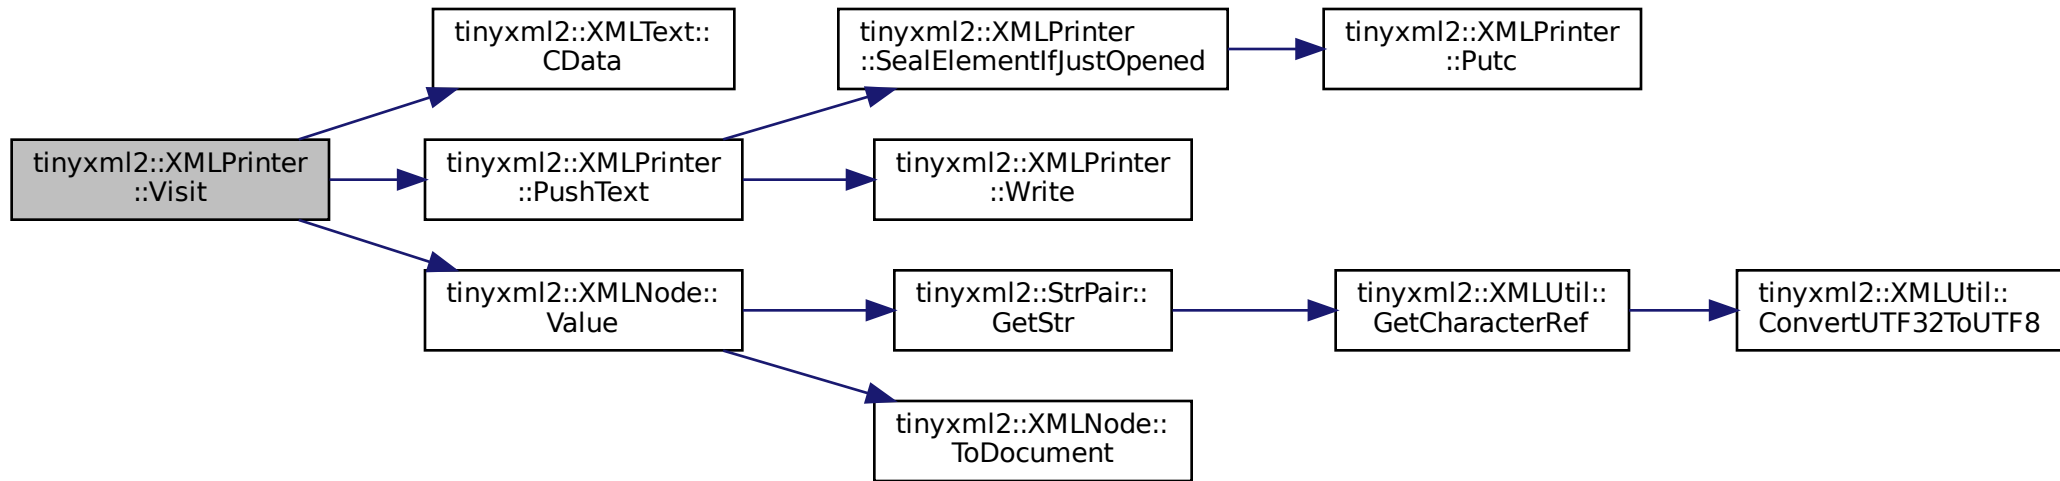 tinyxml2::XMLText::
CData
tinyxml2::XMLPrinter
::SealElementIfJustOpened
tinyxml2::XMLPrinter
::Putc
tinyxml2::XMLPrinter
::Visit
tinyxml2::XMLPrinter
::PushText
tinyxml2::XMLPrinter
::Write
tinyxml2::XMLNode::
Value
tinyxml2::StrPair::
GetStr
tinyxml2::XMLUtil::
GetCharacterRef
tinyxml2::XMLUtil::
ConvertUTF32ToUTF8
tinyxml2::XMLNode::
ToDocument